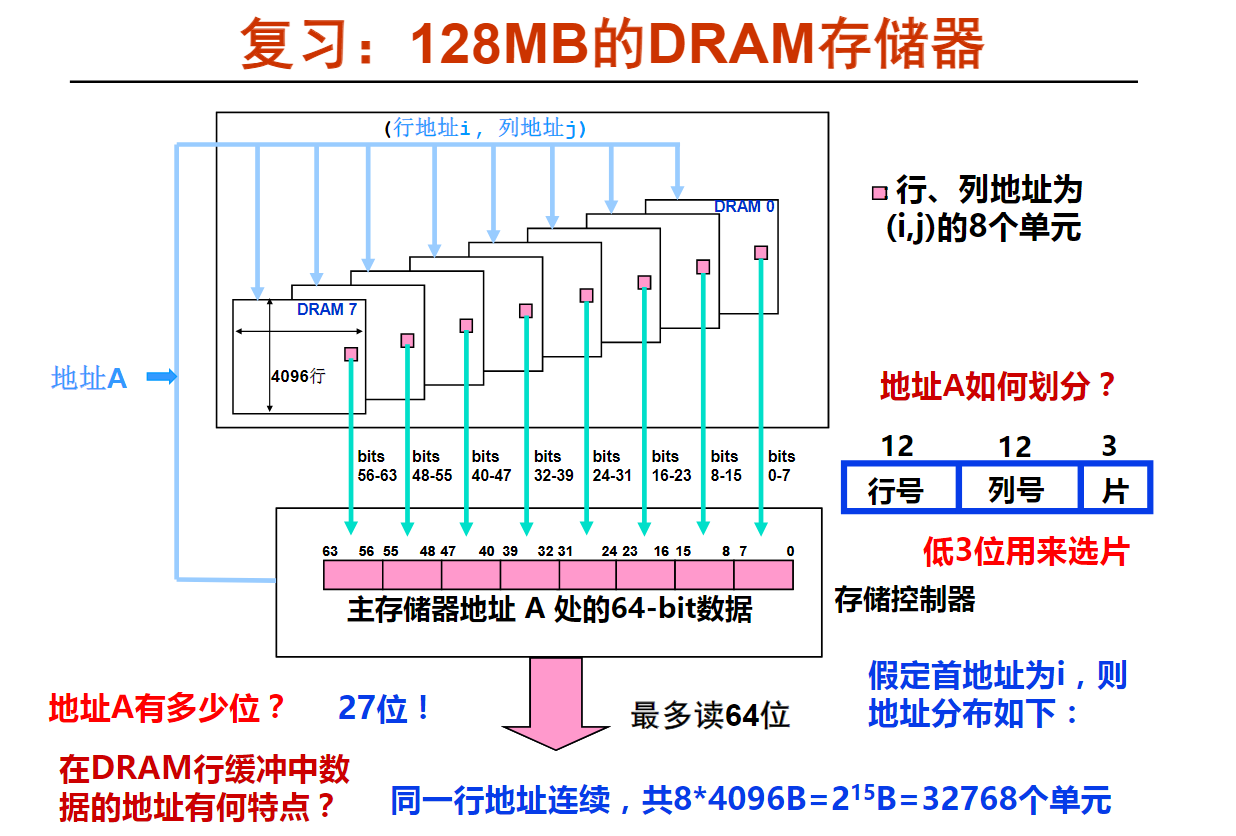 复习：128MB的DRAM存储器
(行地址i, 列地址j)
DRAM 0
行、列地址为
(i,j)的8个单元
DRAM 7
4096行
地址A
地址A如何划分？
12 12 3
行号 列号 片
低3位用来选片
bits
56-63
bits
48-55
bits
40-47
bits
32-39
bits
24-31
bits
16-23
bits
8-15
bits
0-7
63 56 55 48 47 40 39 32 31 24 23 16 15 8 7 0
主存储器地址 A 处的64-bit数据
存储控制器
假定首地址为i，则
地址分布如下：
地址A有多少位？ 27位！
最多读64位
在DRAM行缓冲中数
据的地址有何特点？
同一行地址连续，共8*4096B=2¹⁵B=32768个单元